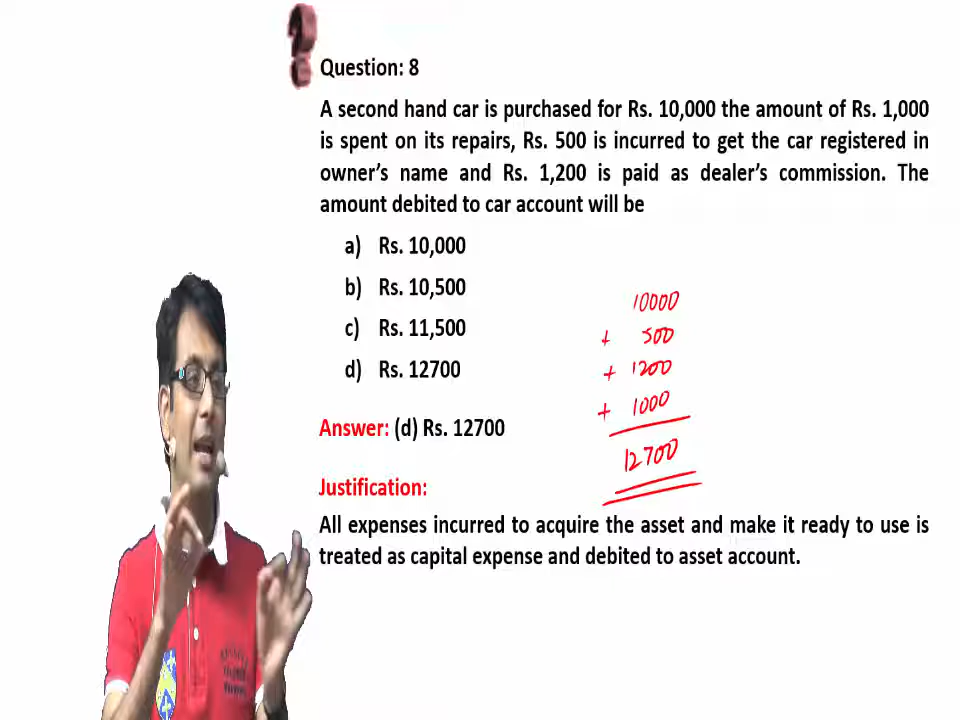 Question: 8
A second hand car is purchased for Rs. 10,000 the amount of Rs. 1,000
is spent on its repairs, Rs. 500 is incurred to get the car registered in
owner's name and Rs. 1,200 is paid as dealer's commission. The
amount debited to car account will be
a) Rs. 10,000
b) Rs. 10,500
c) Rs. 11,500
d) Rs. 12700
10000
+ 500
+ 1200
+ 1000
12700
Answer: (d) Rs. 12700
Justification:
All expenses incurred to acquire the asset and make it ready to use is
treated as capital expense and debited to asset account.